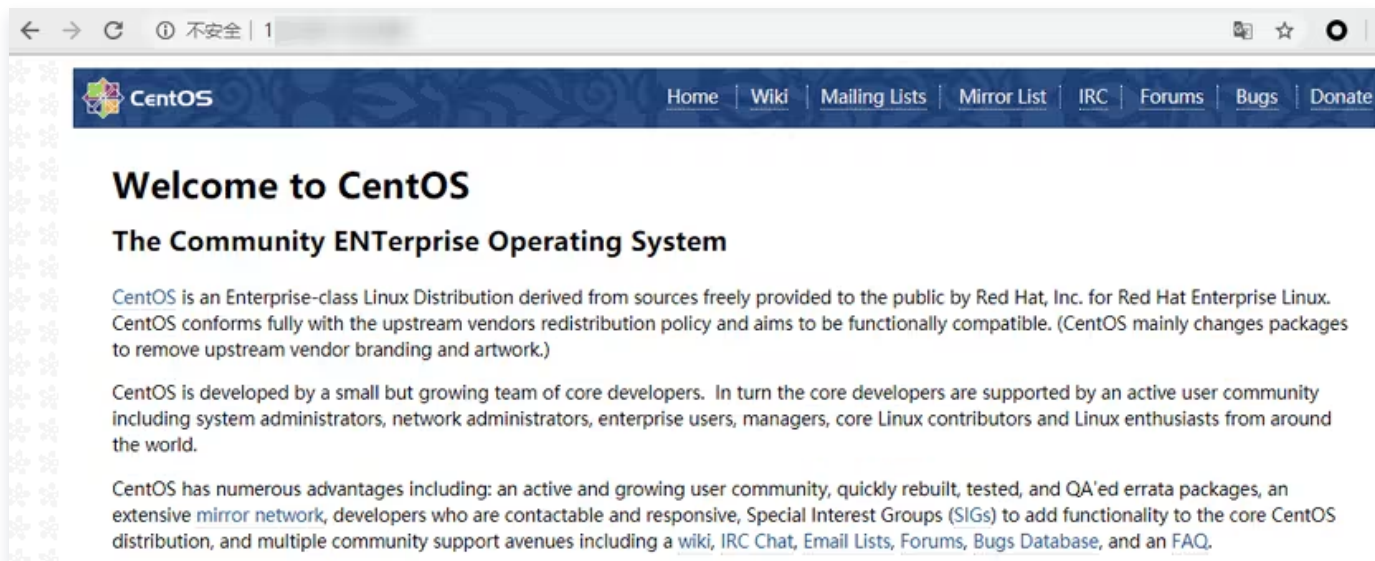 不安全 | 1
CentOS
Home | Wiki | Mailing Lists | Mirror List | IRC | Forums | Bugs | Donate
Welcome to CentOS
The Community ENTerprise Operating System
CentOS is an Enterprise-class Linux Distribution derived from sources freely provided to the public by Red Hat, Inc. for Red Hat Enterprise Linux.
CentOS conforms fully with the upstream vendors redistribution policy and aims to be functionally compatible. (CentOS mainly changes packages
to remove upstream vendor branding and artwork.)
CentOS is developed by a small but growing team of core developers.  In turn the core developers are supported by an active user community
including system administrators, network administrators, enterprise users, managers, core Linux contributors and Linux enthusiasts from around
the world.
CentOS has numerous advantages including: an active and growing user community, quickly rebuilt, tested, and QA'ed errata packages, an
extensive mirror network, developers who are contactable and responsive, Special Interest Groups (SIGs) to add functionality to the core CentOS
distribution, and multiple community support avenues including a wiki, IRC Chat, Email Lists, Forums, Bugs Database, and an FAQ.